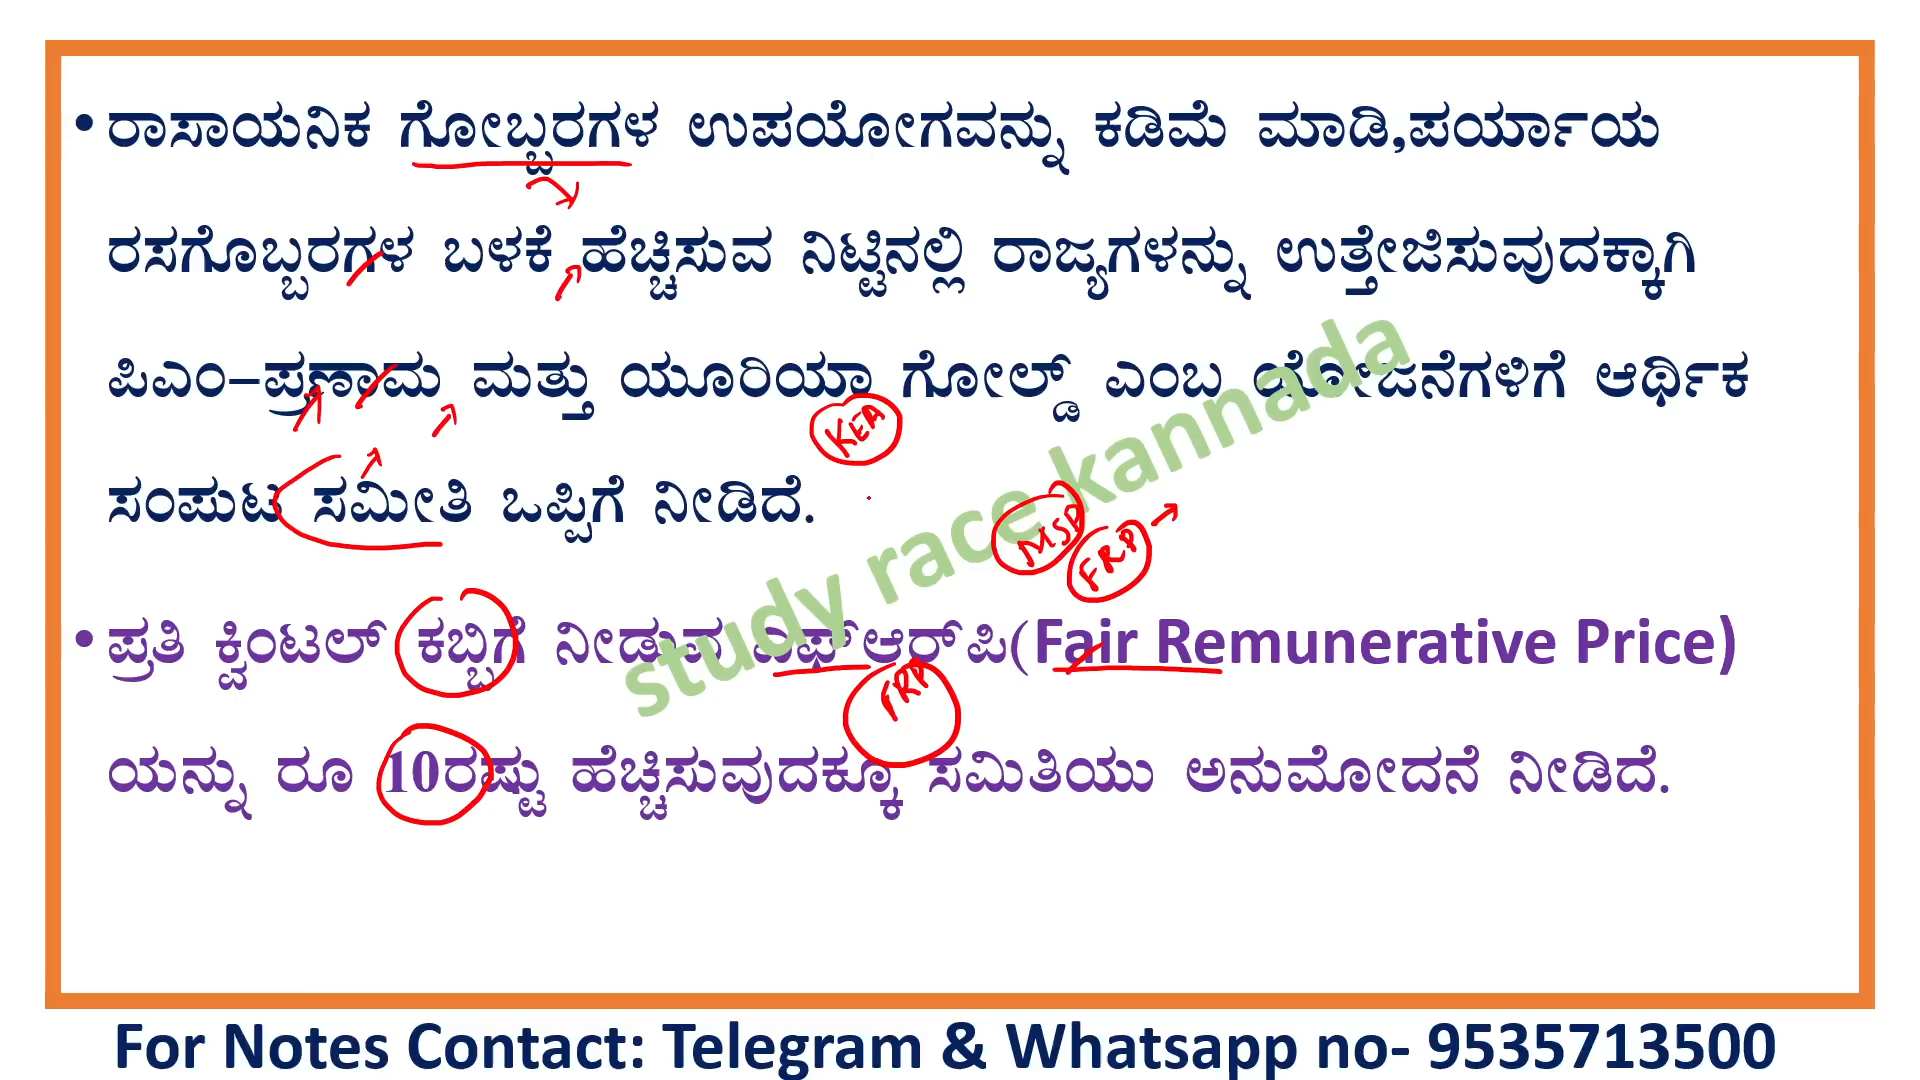 • ರಾಸಾಯನಿಕ ಗೋಬ್ಬರಗಳ ಉಪಯೋಗವನ್ನು ಕಡಿಮೆ ಮಾಡಿ,ಪರ್ಯಾಯ
ರಸಗೊಬ್ಬರಗಳ ಬಳಕೆ ಹೆಚ್ಚಿಸುವ ನಿಟ್ಟಿನಲ್ಲಿ ರಾಜ್ಯಗಳನ್ನು ಉತ್ತೇಜಿಸುವುದಕ್ಕಾಗಿ
ಪಿಎಂ-ಪ್ರಣಾಮ ಮತ್ತು ಯೂರಿಯಾ ಗೋಲ್ಡ್ ಎಂಬ ಯೋಜನೆಗಳಿಗೆ ಆರ್ಥಿಕ
KEA
ಸಂಪುಟ ಸಮೀತಿ ಒಪ್ಪಿಗೆ ನೀಡಿದೆ.
MSP
FRP
study race kannada
• ಪ್ರತಿ ಕ್ವಿಂಟಲ್ ಕಬ್ಬಿಗೆ ನೀಡುವ ಎಫ್ಆರ್‌ಪಿ(Fair Remunerative Price)
FRP
ಯನ್ನು ರೂ 10ರಷ್ಟು ಹೆಚ್ಚಿಸುವುದಕ್ಕೂ ಸಮಿತಿಯು ಅನುಮೋದನೆ ನೀಡಿದೆ.
For Notes Contact: Telegram & Whatsapp no- 9535713500